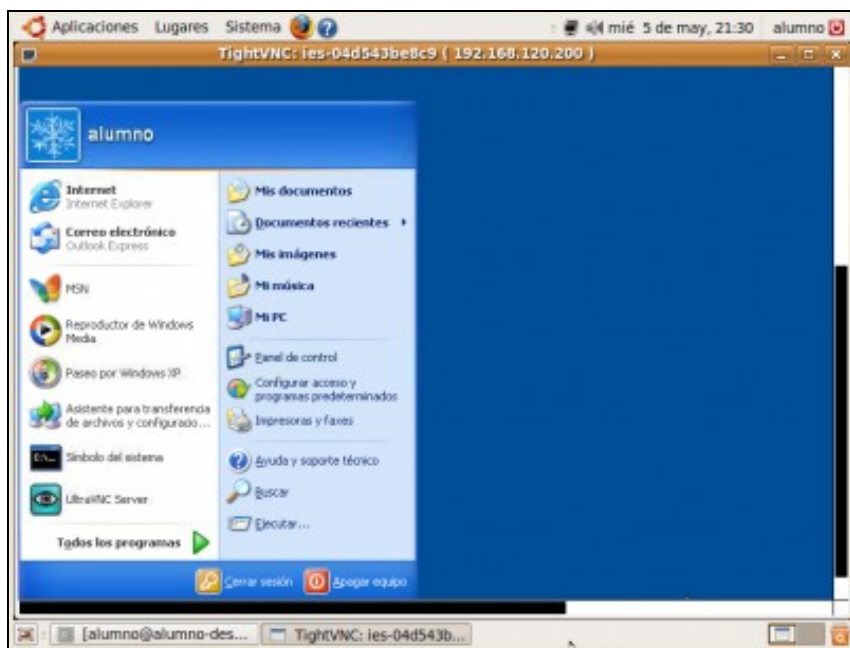 Aplicaciones Lugares Sistema mié 5 de may, 21:30 alumno
TightVNC: ies-04d543be8c9 ( 192.168.120.200 )
alumno
Internet
Internet Explorer
Correo electrónico
Outlook Express
MSN
Reproductor de Windows
Media
Paseo por Windows XP
Asistente para transferencia
de archivos y configuracio...
Símbolo del sistema
UltraVNC Server
Todos los programas
Mis documentos
Documentos recientes
Mis imágenes
Mi música
Mi PC
Panel de control
Configurar acceso y
programas predeterminados
Impresoras y faxes
Ayuda y soporte técnico
Buscar
Ejecutar...
Cerrar sesión Apagar equipo
[alumno@alumno-des... TightVNC: ies-04d543b...